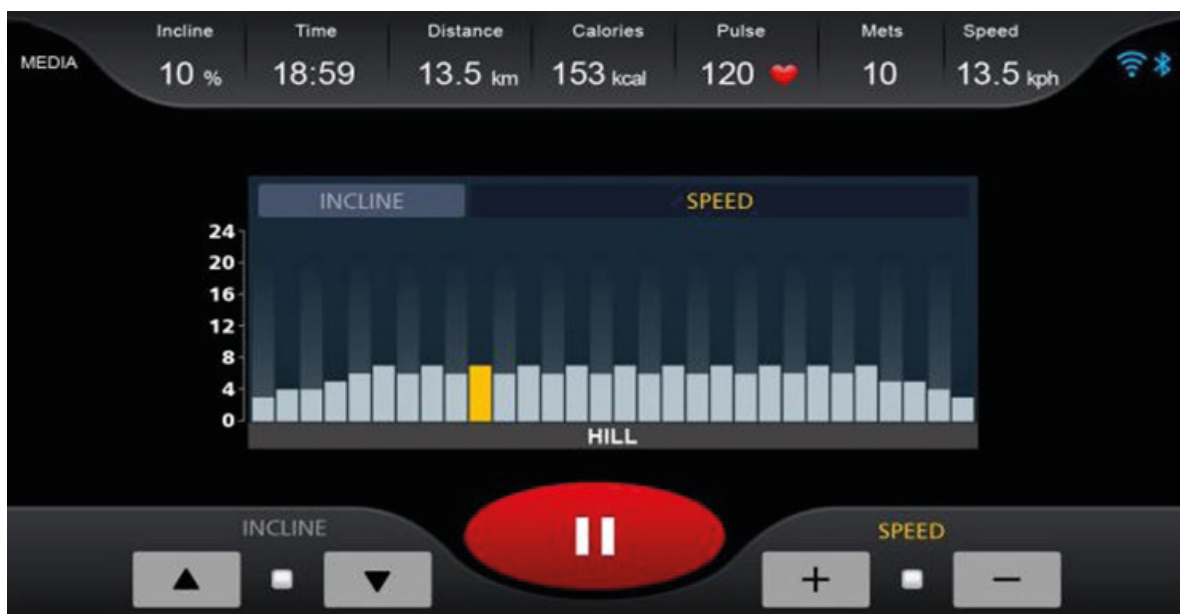 Incline Time Distance Calories Pulse Mets Speed
MEDIA
10 % 18:59 13.5 km 153 kcal 120 10 13.5 kph
INCLINE SPEED
24
20
16
12
8
4
0
HILL
INCLINE SPEED
+ −